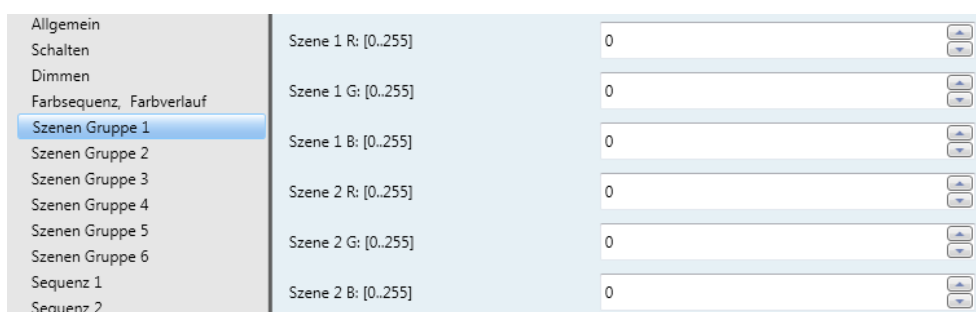 Allgemein
Schalten
Dimmen
Farbsequenz, Farbverlauf
Szenen Gruppe 1
Szenen Gruppe 2
Szenen Gruppe 3
Szenen Gruppe 4
Szenen Gruppe 5
Szenen Gruppe 6
Sequenz 1
Sequenz 2
Szene 1 R: [0..255] 0
Szene 1 G: [0..255] 0
Szene 1 B: [0..255] 0
Szene 2 R: [0..255] 0
Szene 2 G: [0..255] 0
Szene 2 B: [0..255] 0